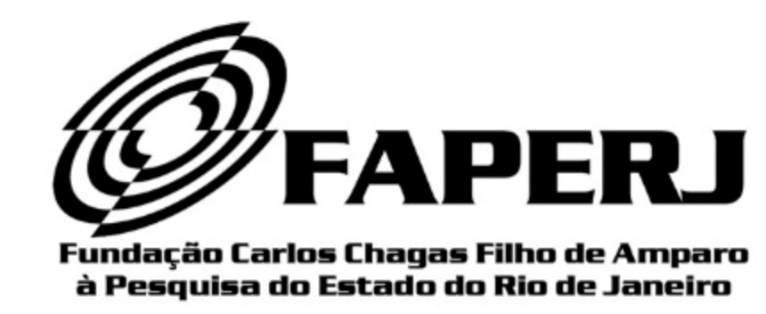 FAPERJ
Fundação Carlos Chagas Filho de Amparo
à Pesquisa do Estado do Rio de Janeiro